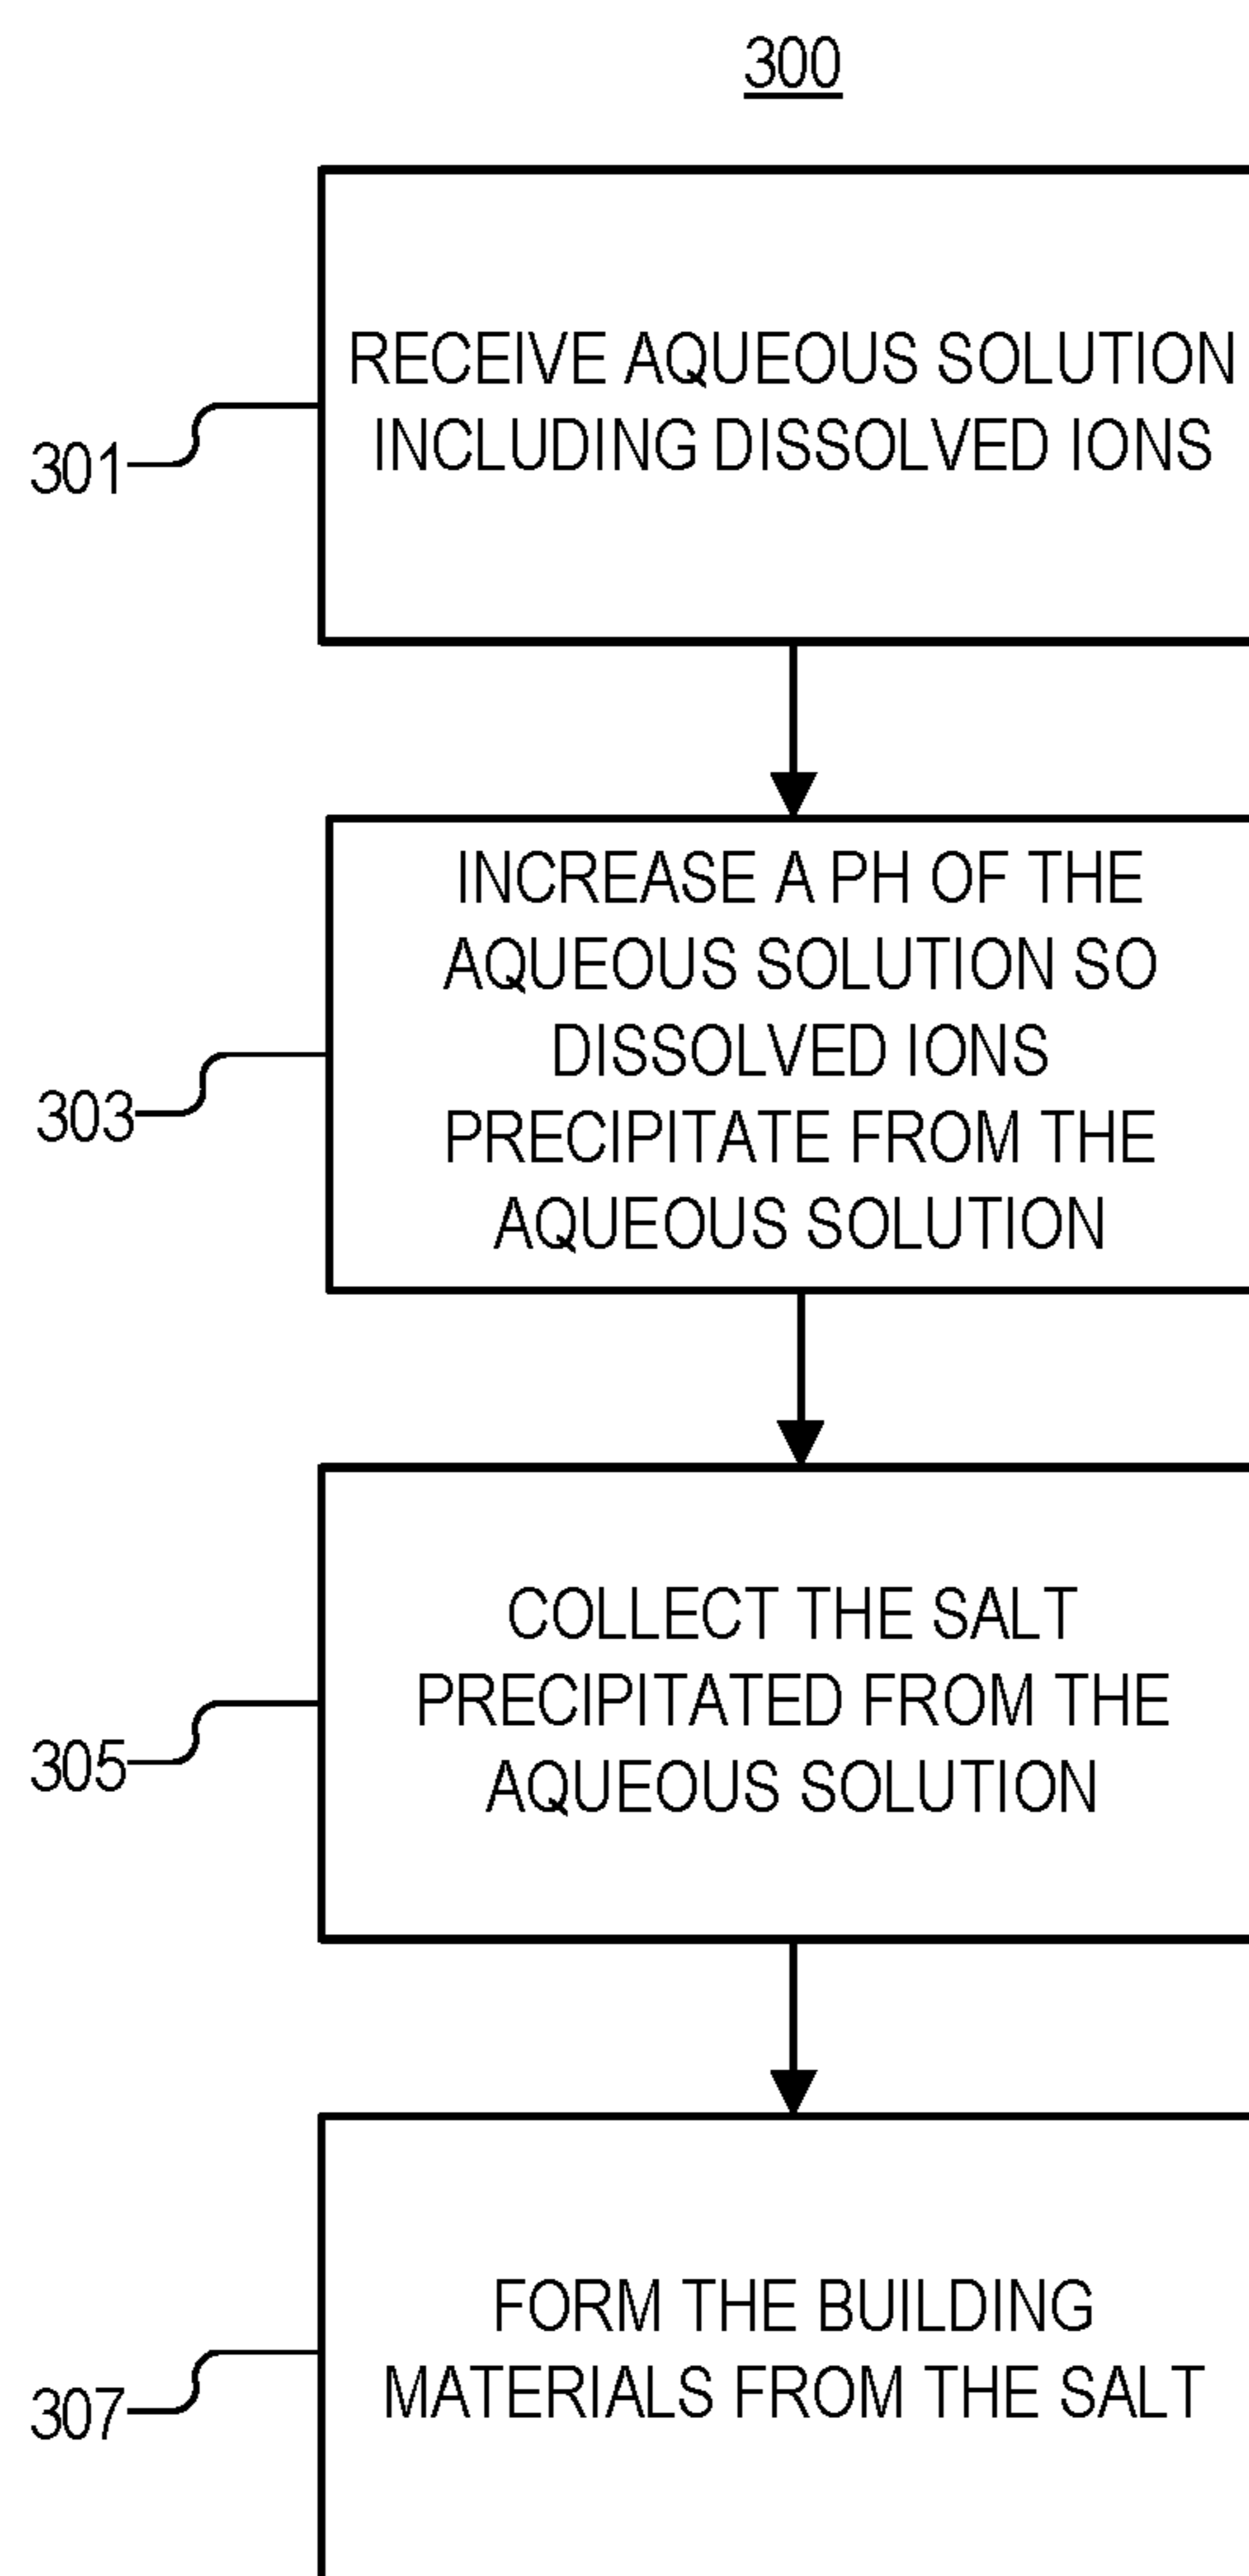 300
RECEIVE AQUEOUS SOLUTION
INCLUDING DISSOLVED IONS
301
INCREASE A PH OF THE
AQUEOUS SOLUTION SO
DISSOLVED IONS
PRECIPITATE FROM THE
AQUEOUS SOLUTION
303
COLLECT THE SALT
PRECIPITATED FROM THE
AQUEOUS SOLUTION
305
FORM THE BUILDING
MATERIALS FROM THE SALT
307